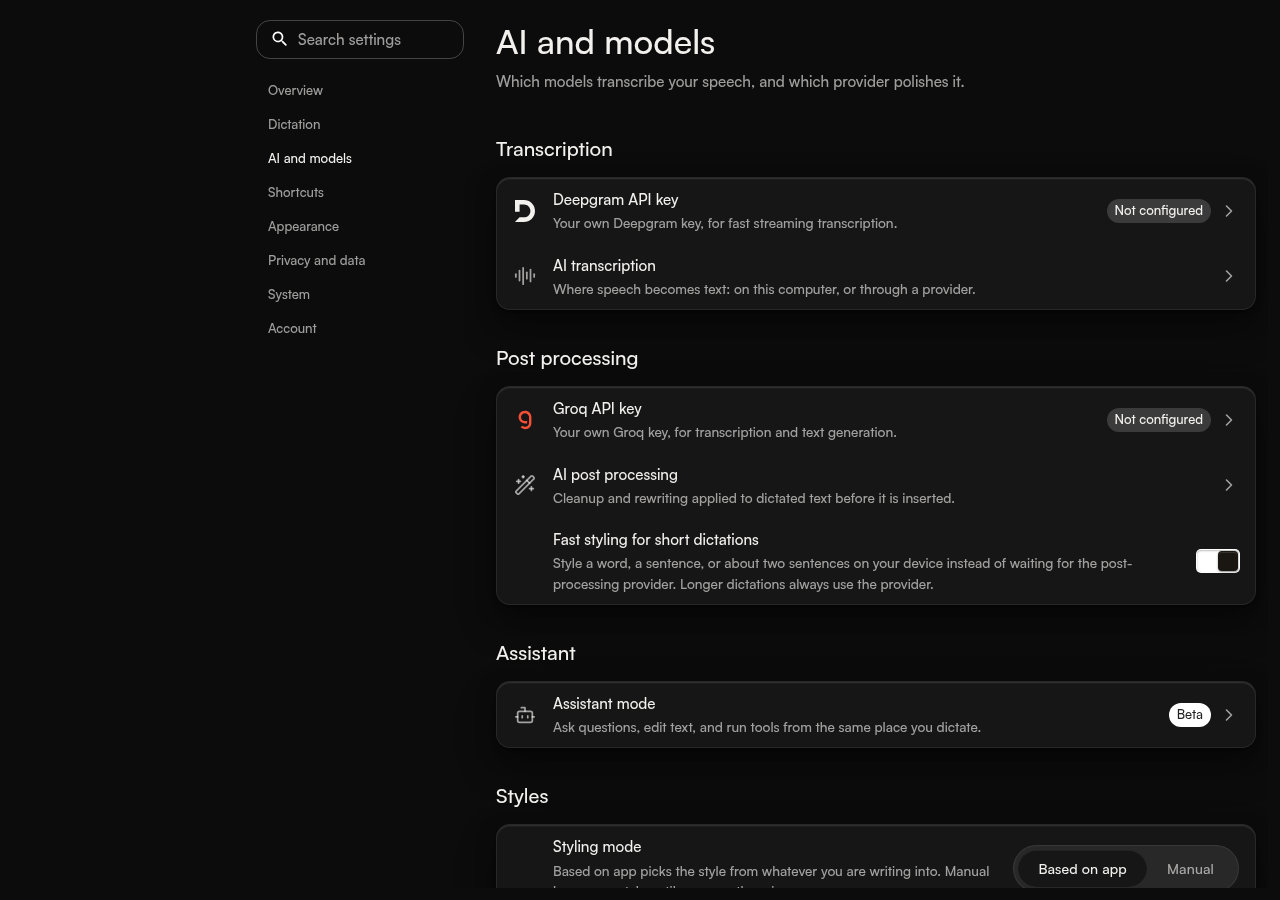 Search settings
Overview
Dictation
AI and models
Shortcuts
Appearance
Privacy and data
System
Account
AI and models
Which models transcribe your speech, and which provider polishes it.
Transcription
Deepgram API key
Your own Deepgram key, for fast streaming transcription.
Not configured
AI transcription
Where speech becomes text: on this computer, or through a provider.
Post processing
Groq API key
Your own Groq key, for transcription and text generation.
Not configured
AI post processing
Cleanup and rewriting applied to dictated text before it is inserted.
Fast styling for short dictations
Style a word, a sentence, or about two sentences on your device instead of waiting for the post-
processing provider. Longer dictations always use the provider.
Assistant
Assistant mode
Ask questions, edit text, and run tools from the same place you dictate.
Beta
Styles
Styling mode
Based on app picks the style from whatever you are writing into. Manual
Based on app
Manual